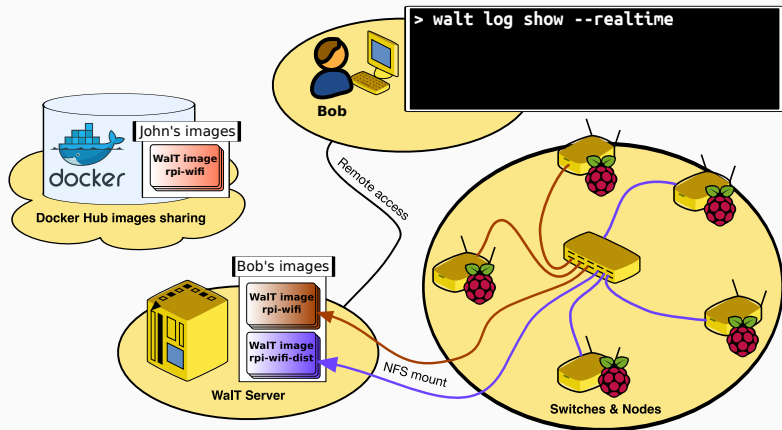 > walt log show --realtime
Bob
John's images
WalT image
rpi-wifi
docker
Docker Hub images sharing
Remote access
Bob's images
WalT image
rpi-wifi
WalT image
rpi-wifi-dist
NFS mount
WalT Server
Switches & Nodes